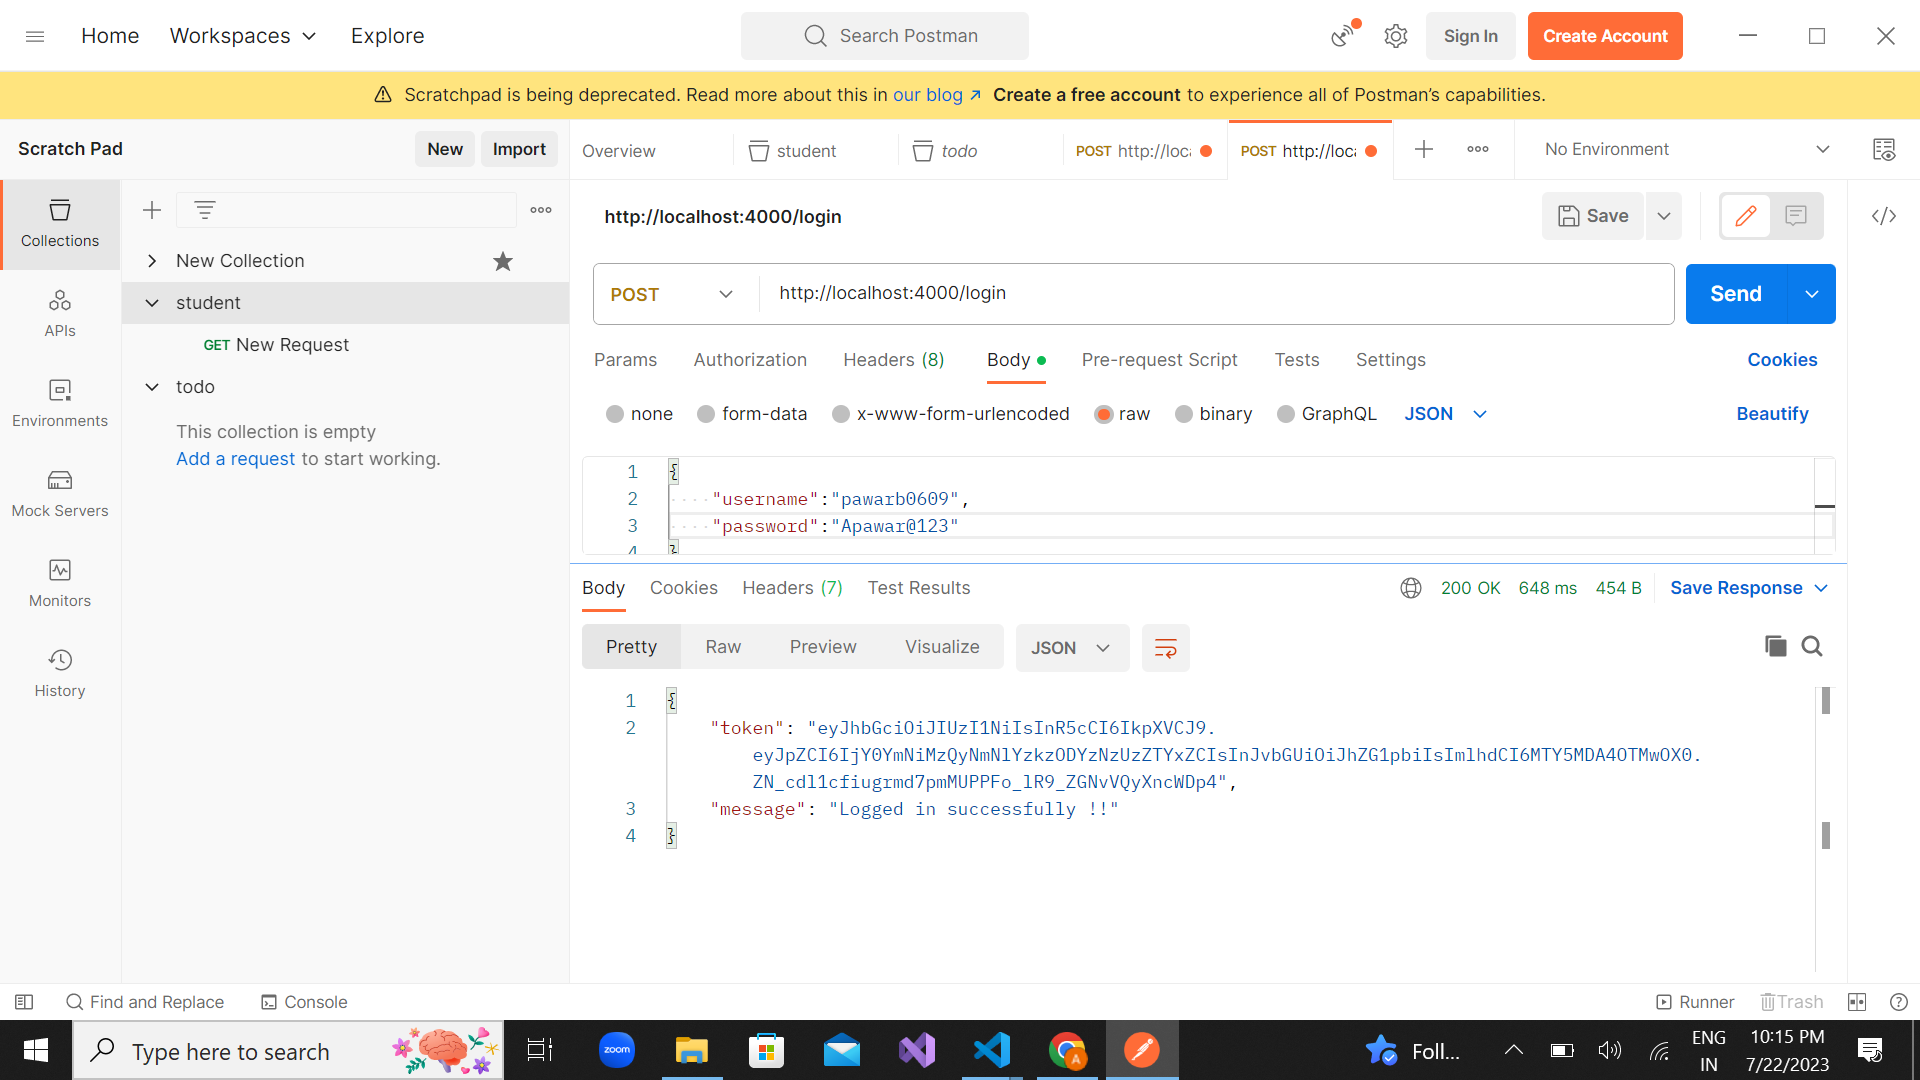 Home Workspaces Explore Search Postman Sign In Create Account
Scratchpad is being deprecated. Read more about this in our blog ↗ Create a free account to experience all of Postman's capabilities.
Scratch Pad New Import Overview student todo POST http://loc POST http://loc No Environment
Collections
APIs
Environments
Mock Servers
Monitors
History
New Collection
student
GET New Request
todo
This collection is empty
Add a request to start working.
http://localhost:4000/login Save
POST http://localhost:4000/login Send
Params Authorization Headers (8) Body Pre-request Script Tests Settings Cookies
none form-data x-www-form-urlencoded raw binary GraphQL JSON Beautify
1 {
2 "username":"pawarb0609",
3 "password":"Apawar@123"
4 }
Body Cookies Headers (7) Test Results 200 OK 648 ms 454 B Save Response
Pretty Raw Preview Visualize JSON
1 {
2 "token": "eyJhbGciOiJIUzI1NiIsInR5cCI6IkpXVCJ9.
eyJpZCI6IjY0YmNiMzQyNmNlYzkzODYzNzUzZTYxZCIsInJvbGUiOiJhZG1pbiIsImlhdCI6MTY5MDA4OTMwOX0.
ZN_cdl1cfiugrmd7pmMUPPFo_lR9_ZGNvVQyXncWDp4",
3 "message": "Logged in successfully !!"
4 }
Find and Replace Console Runner Trash
Type here to search zoom A Foll... ENG 10:15 PM
IN 7/22/2023